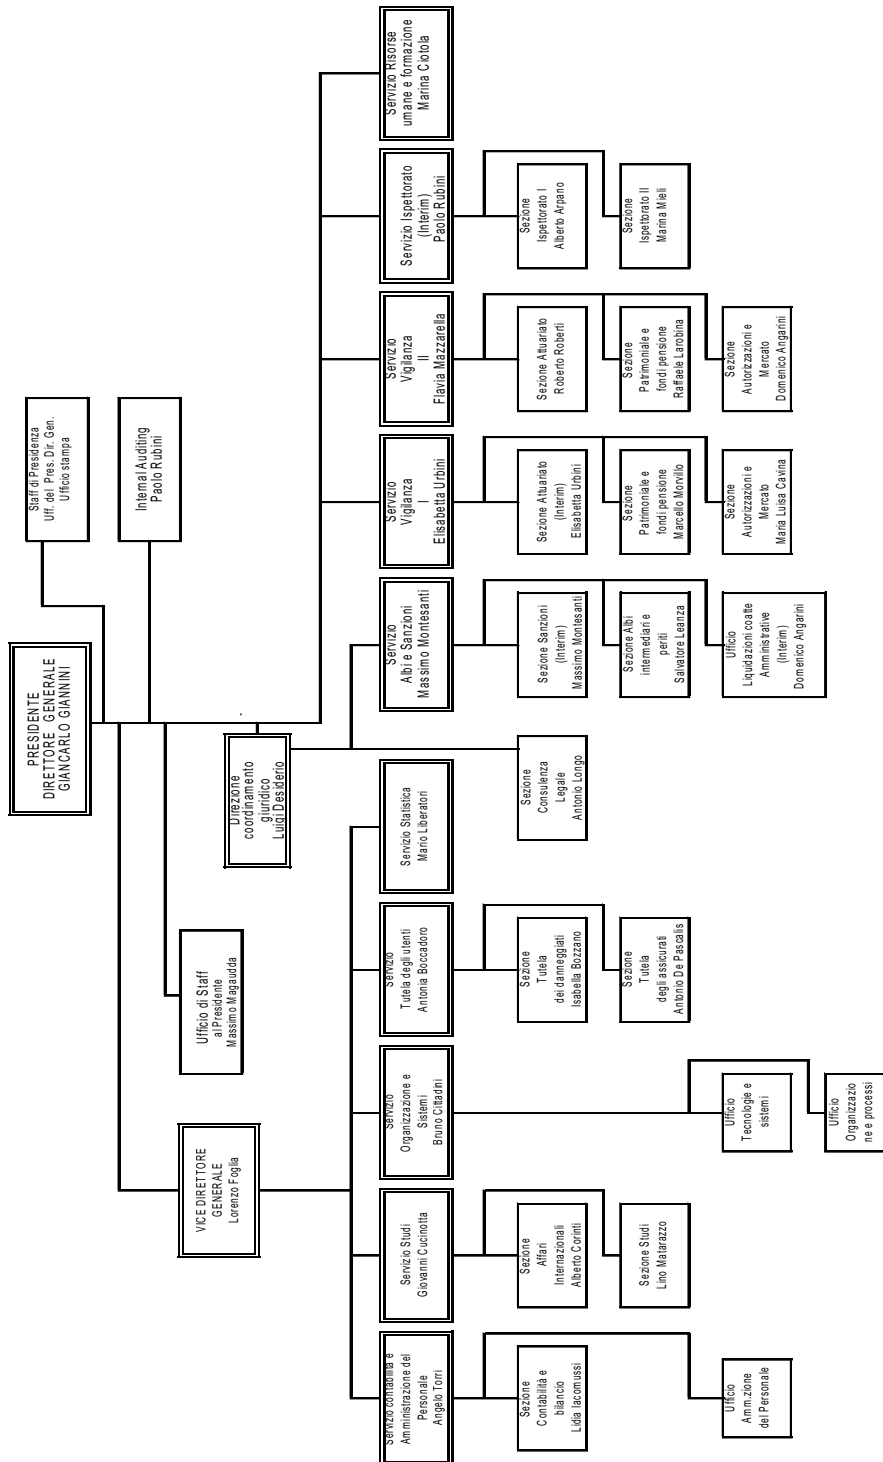 PRESIDENTE
DIRETTORE GENERALE
GIANCARLO GIANNINI
Staff di Presidenza
Uff. del Pres. Dir. Gen.
Ufficio stampa
Internal Auditing
Paolo Rubini
Ufficio di Staff
al Presidente
Massimo Magaudda
VICE DIRETTORE
GENERALE
Lorenzo Foglia
Direzione
coordinamento
giuridico
Luigi Desiderio
Servizio contabilità e
Amministrazione del
Personale
Angelo Torri
Servizio Studi
Giovanni Cucinotta
Servizio
Organizzazione e
Sistemi
Bruno Cittadini
Servizio
Tutela degli utenti
Antonia Boccadoro
Servizio Statistica
Mario Liberatori
Servizio
Albi e Sanzioni
Massimo Montesanti
Servizio
Vigilanza
I
Elisabetta Urbini
Servizio
Vigilanza
II
Flavia Mazzarella
Servizio Ispettorato
(Interim)
Paolo Rubini
Servizio Risorse
umane e formazione
Marina Ciotola
Sezione
Contabilità e
bilancio
Lidia Iacomussi
Sezione
Affari
Internazionali
Alberto Corinti
Sezione
Tutela
dei danneggiati
Isabella Bozzano
Sezione
Consulenza
Legale
Antonio Longo
Sezione Sanzioni
(Interim)
Massimo Montesanti
Sezione Attuariato
(Interim)
Elisabetta Urbini
Sezione Attuariato
Roberto Roberti
Sezione
Ispettorato I
Alberto Arpano
Sezione Studi
Lino Matarazzo
Sezione
Tutela
degli assicurati
Antonio De Pascalis
Sezione Albi
intermediari e
periti
Salvatore Leanza
Sezione
Patrimoniale e
fondi pensione
Marcello Morvillo
Sezione
Patrimoniale e
fondi pensione
Raffaele Larobina
Sezione
Ispettorato II
Marina Mieli
Ufficio
Amm.zione
del Personale
Ufficio
Tecnologie e
sistemi
Ufficio
Liquidazioni coatte
Amministrative
(Interim)
Domenico Angarini
Sezione
Autorizzazioni e
Mercato
Maria Luisa Cavina
Sezione
Autorizzazioni e
Mercato
Domenico Angarini
Ufficio
Organizzazio
ne e processi